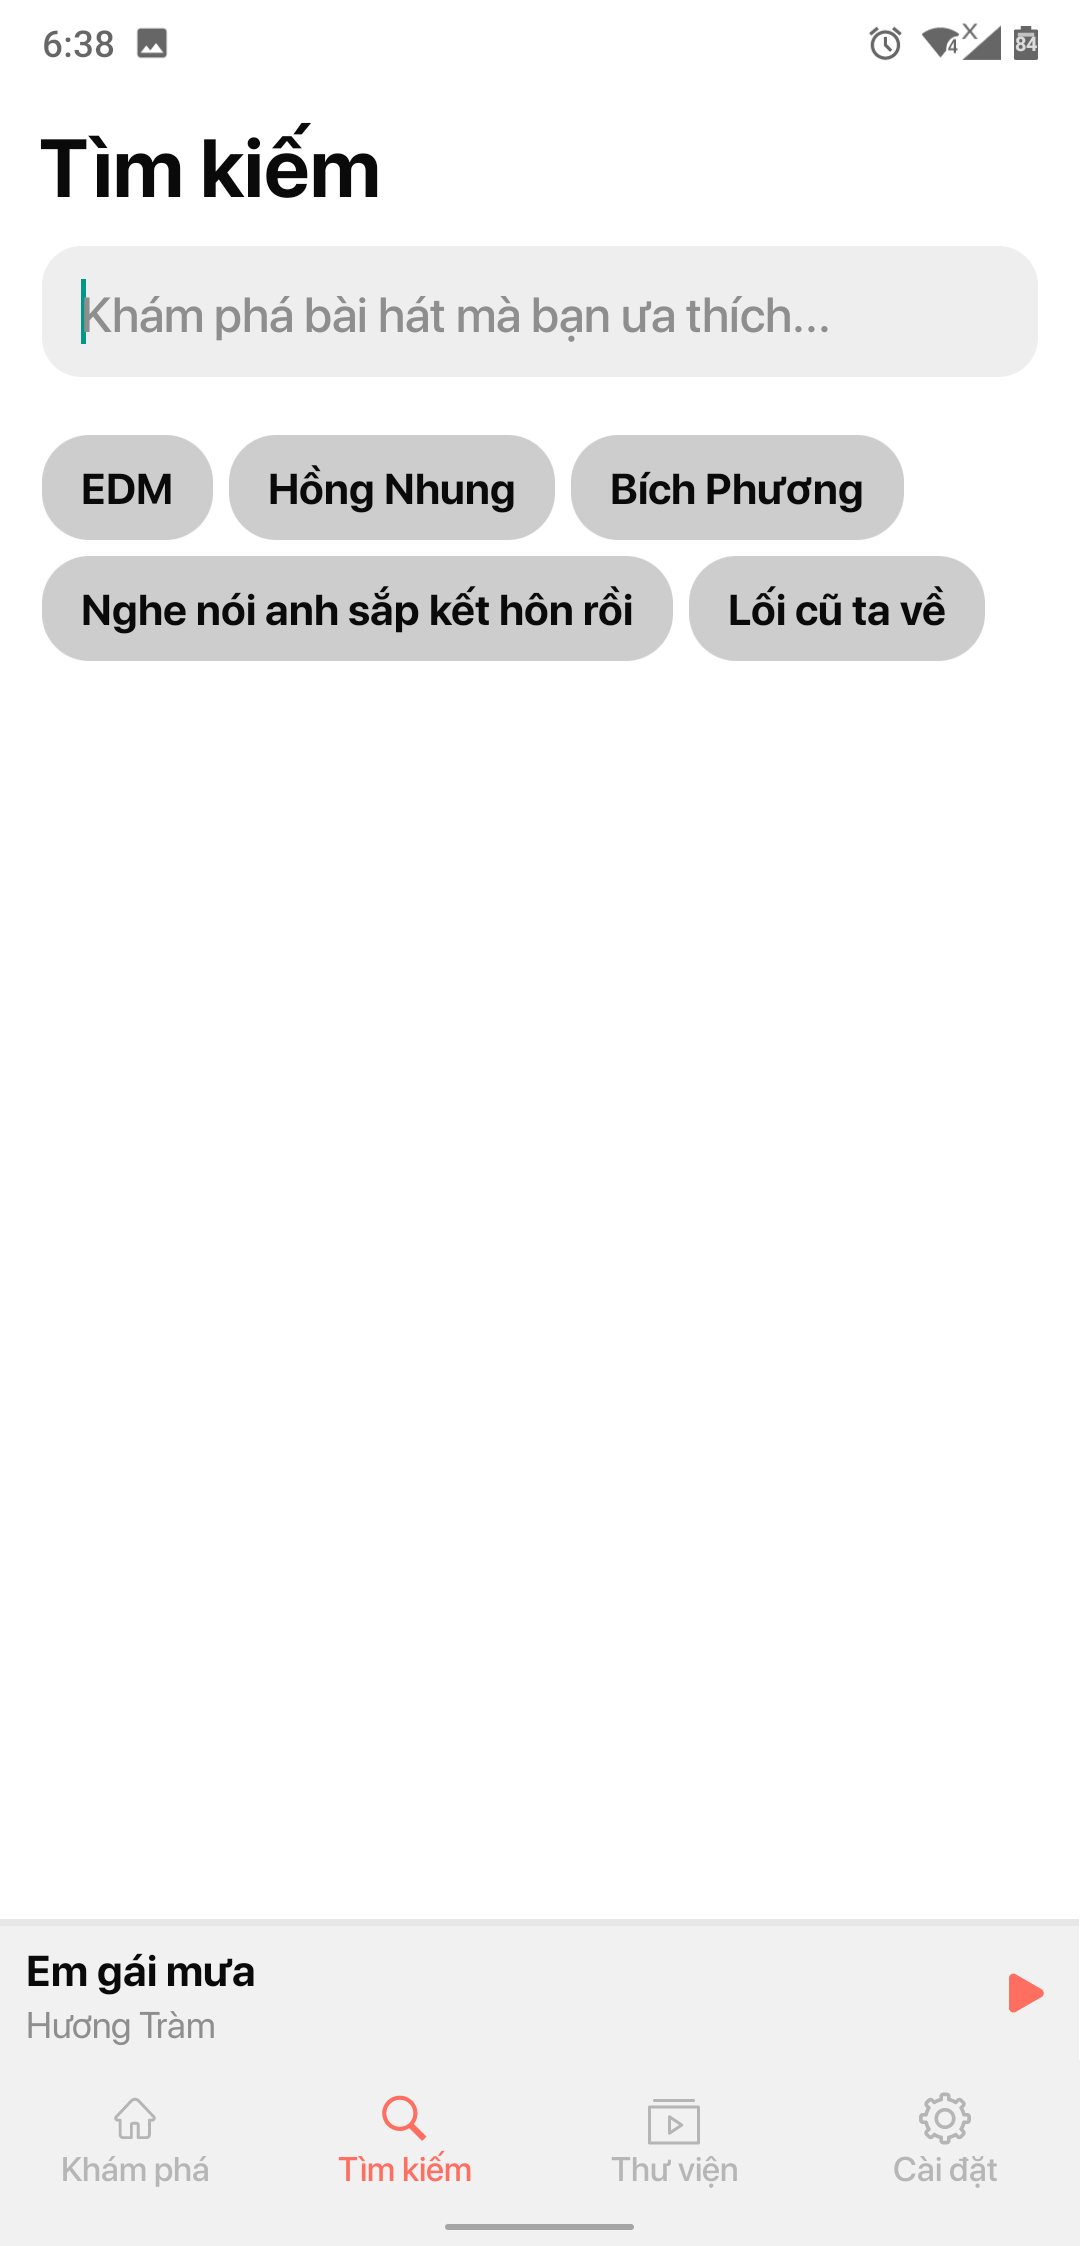 6:38
4
84
Tìm kiếm
Khám phá bài hát mà bạn ưa thích...
EDM
Hồng Nhung
Bích Phương
Nghe nói anh sắp kết hôn rồi
Lối cũ ta về
Em gái mưa
Hương Tràm
Khám phá
Tìm kiếm
Thư viện
Cài đặt